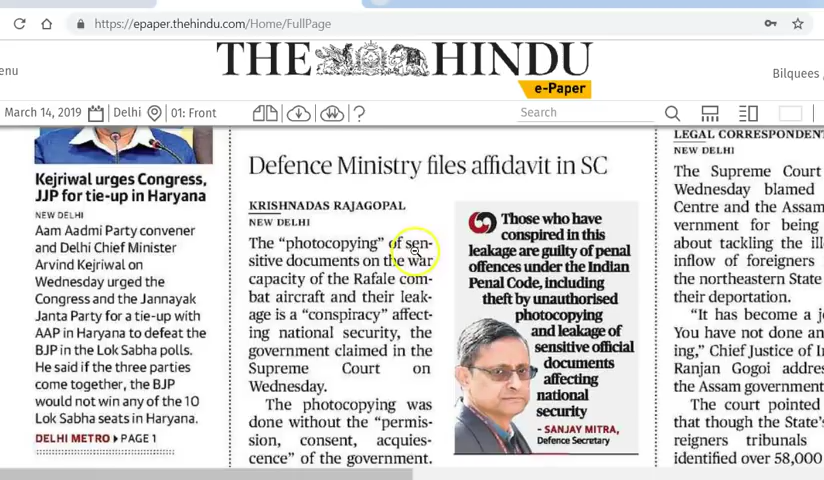 https://epaper.thehindu.com/Home/FullPage
THE HINDU
e-Paper
enu
Bilquees
March 14, 2019
Delhi
01: Front
?
Search
Kejriwal urges Congress,
JJP for tie-up in Haryana
NEW DELHI
Aam Aadmi Party convener
and Delhi Chief Minister
Arvind Kejriwal on
Wednesday urged the
Congress and the Jannayak
Janta Party for a tie-up with
AAP in Haryana to defeat the
BJP in the Lok Sabha polls.
He said if the three parties
come together, the BJP
would not win any of the 10
Lok Sabha seats in Haryana.
DELHI METRO ▶ PAGE 1
Defence Ministry files affidavit in SC
KRISHNADAS RAJAGOPAL
NEW DELHI
The “photocopying” of sen-
sitive documents on the war
capacity of the Rafale com-
bat aircraft and their leak-
age is a “conspiracy” affect-
ing national security, the
government claimed in the
Supreme Court on
Wednesday.
The photocopying was
done without the “permis-
sion, consent, acquies-
cence” of the government.
Those who have
conspired in this
leakage are guilty of penal
offences under the Indian
Penal Code, including
theft by unauthorised
photocopying
and leakage of
sensitive official
documents
affecting
national
security
- SANJAY MITRA,
Defence Secretary
LEGAL CORRESPONDENT
NEW DELHI
The Supreme Court
Wednesday blamed
Centre and the Assam
vernment for being
about tackling the ill
inflow of foreigners
the northeastern State
their deportation.
“It has become a j
You have not done an
ing,” Chief Justice of In
Ranjan Gogoi addre
the Assam government
The court pointed
that though the State’s
reigners tribunals
identified over 58,000